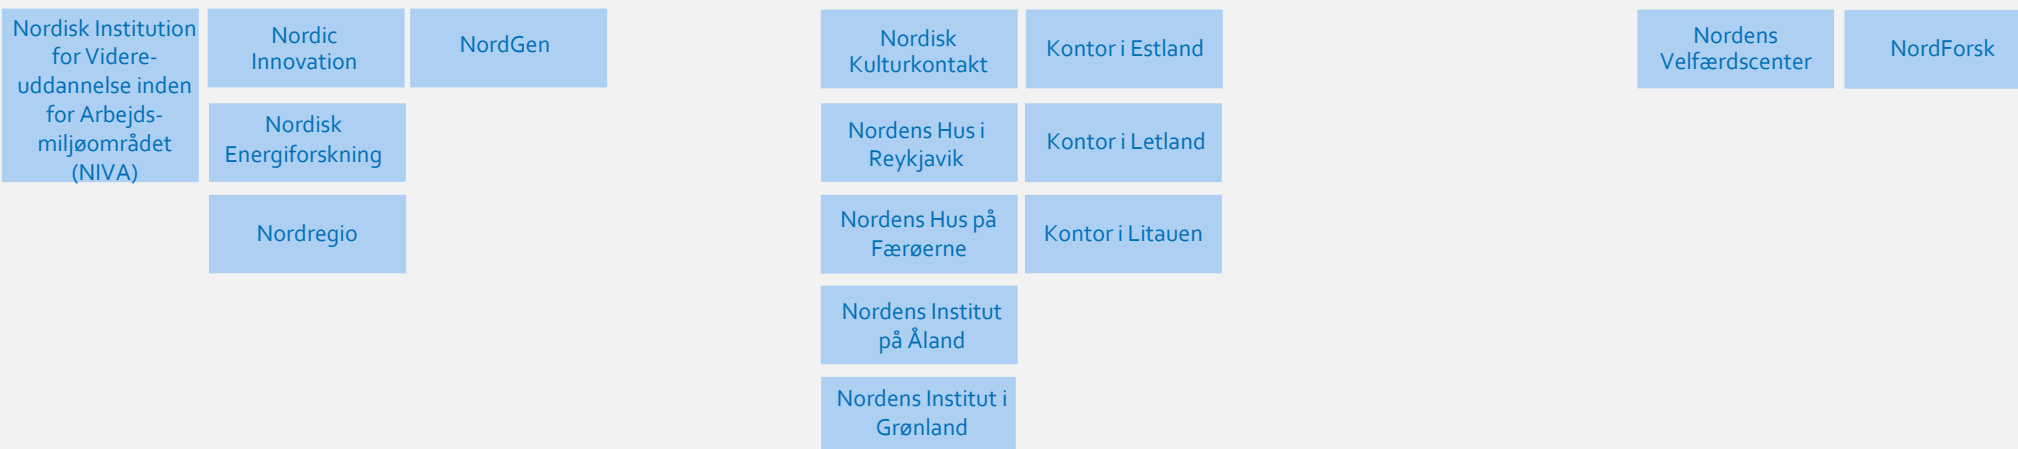 Nordisk Institution
for Videre-
uddannelse inden
for Arbejds-
miljøområdet
(NIVA)
Nordic
Innovation
Nordisk
Energiforskning
Nordregio
NordGen
Nordisk
Kulturkontakt
Nordens Hus i
Reykjavik
Nordens Hus på
Færøerne
Nordens Institut
på Åland
Nordens Institut i
Grønland
Kontor i Estland
Kontor i Letland
Kontor i Litauen
Nordens
Velfærdscenter
NordForsk